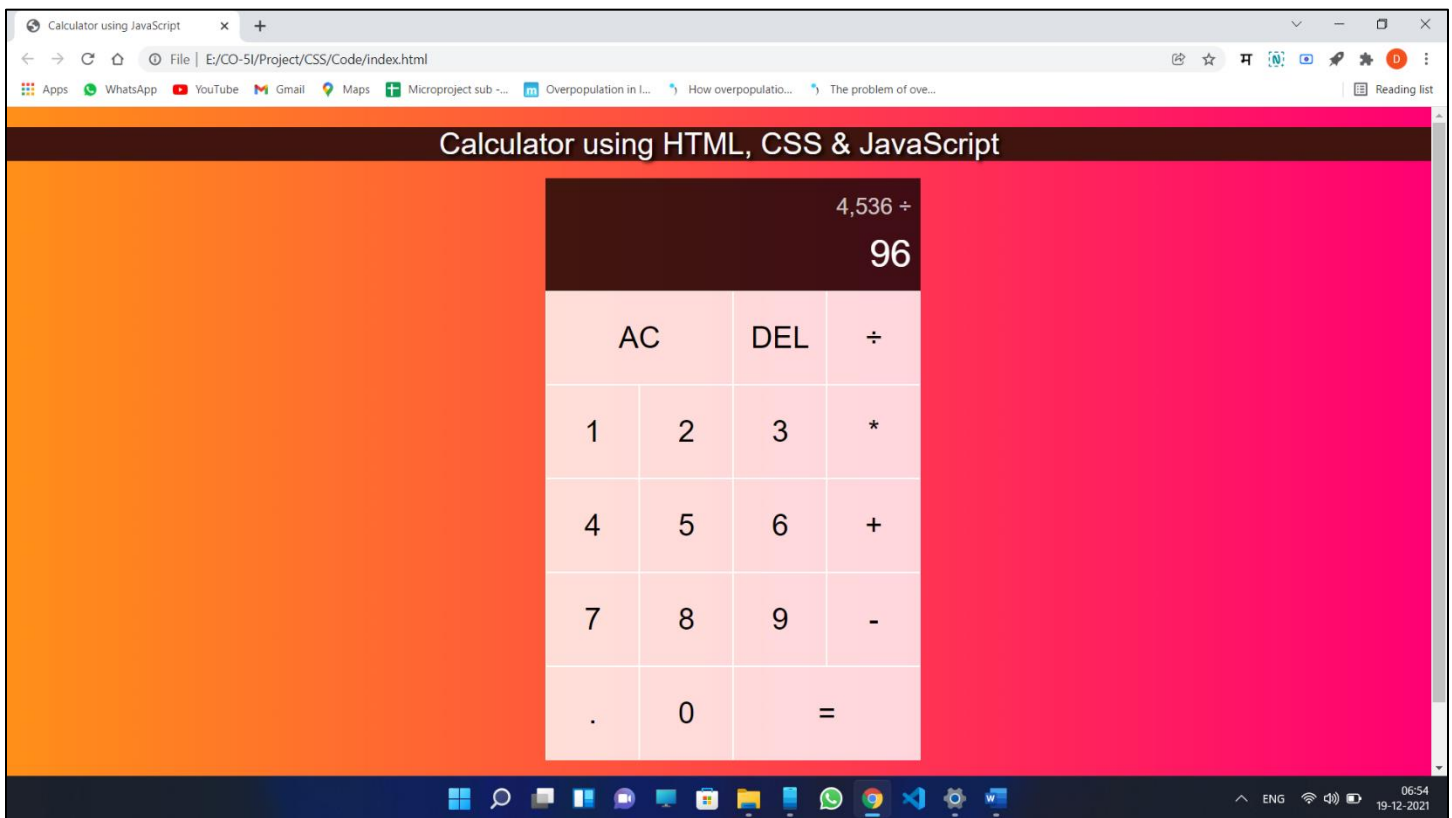 Calculator using JavaScript
File | E:/CO-5I/Project/CSS/Code/index.html
म N D
Apps WhatsApp YouTube Gmail Maps Microproject sub -... m Overpopulation in I... How overpopulatio... The problem of ove... Reading list
Calculator using HTML, CSS & JavaScript
4,536 ÷
96
AC DEL ÷
1 2 3 *
4 5 6 +
7 8 9 -
. 0 =
W ENG 06:54
19-12-2021